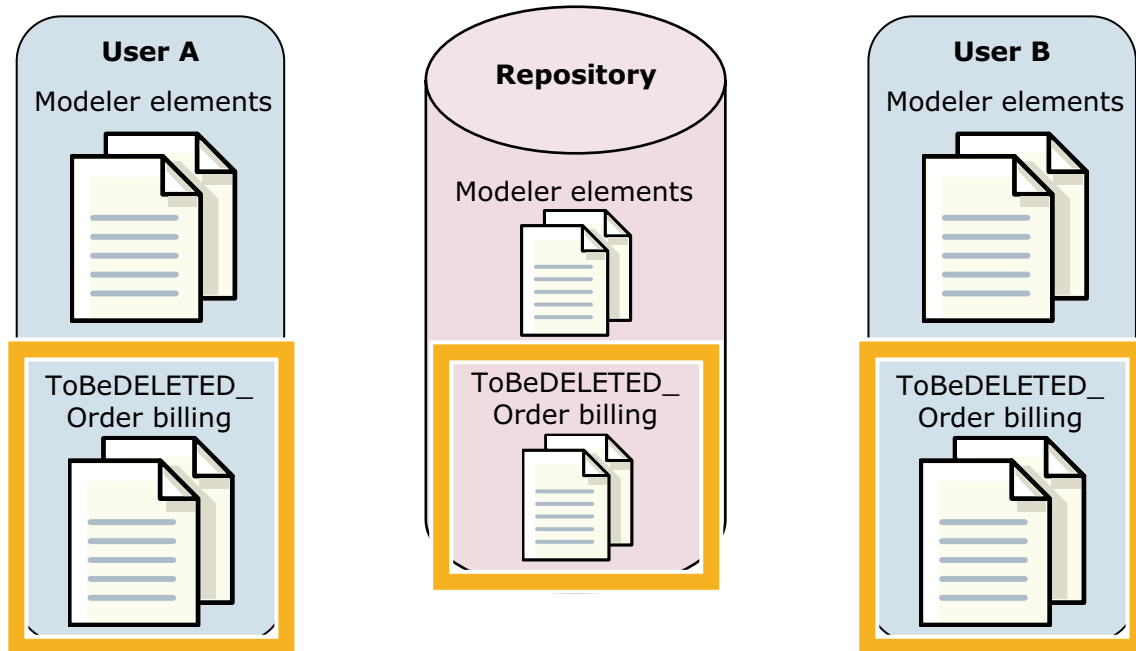 User A
Modeler elements
ToBeDELETED_
Order billing
Repository
Modeler elements
ToBeDELETED_
Order billing
User B
Modeler elements
ToBeDELETED_
Order billing